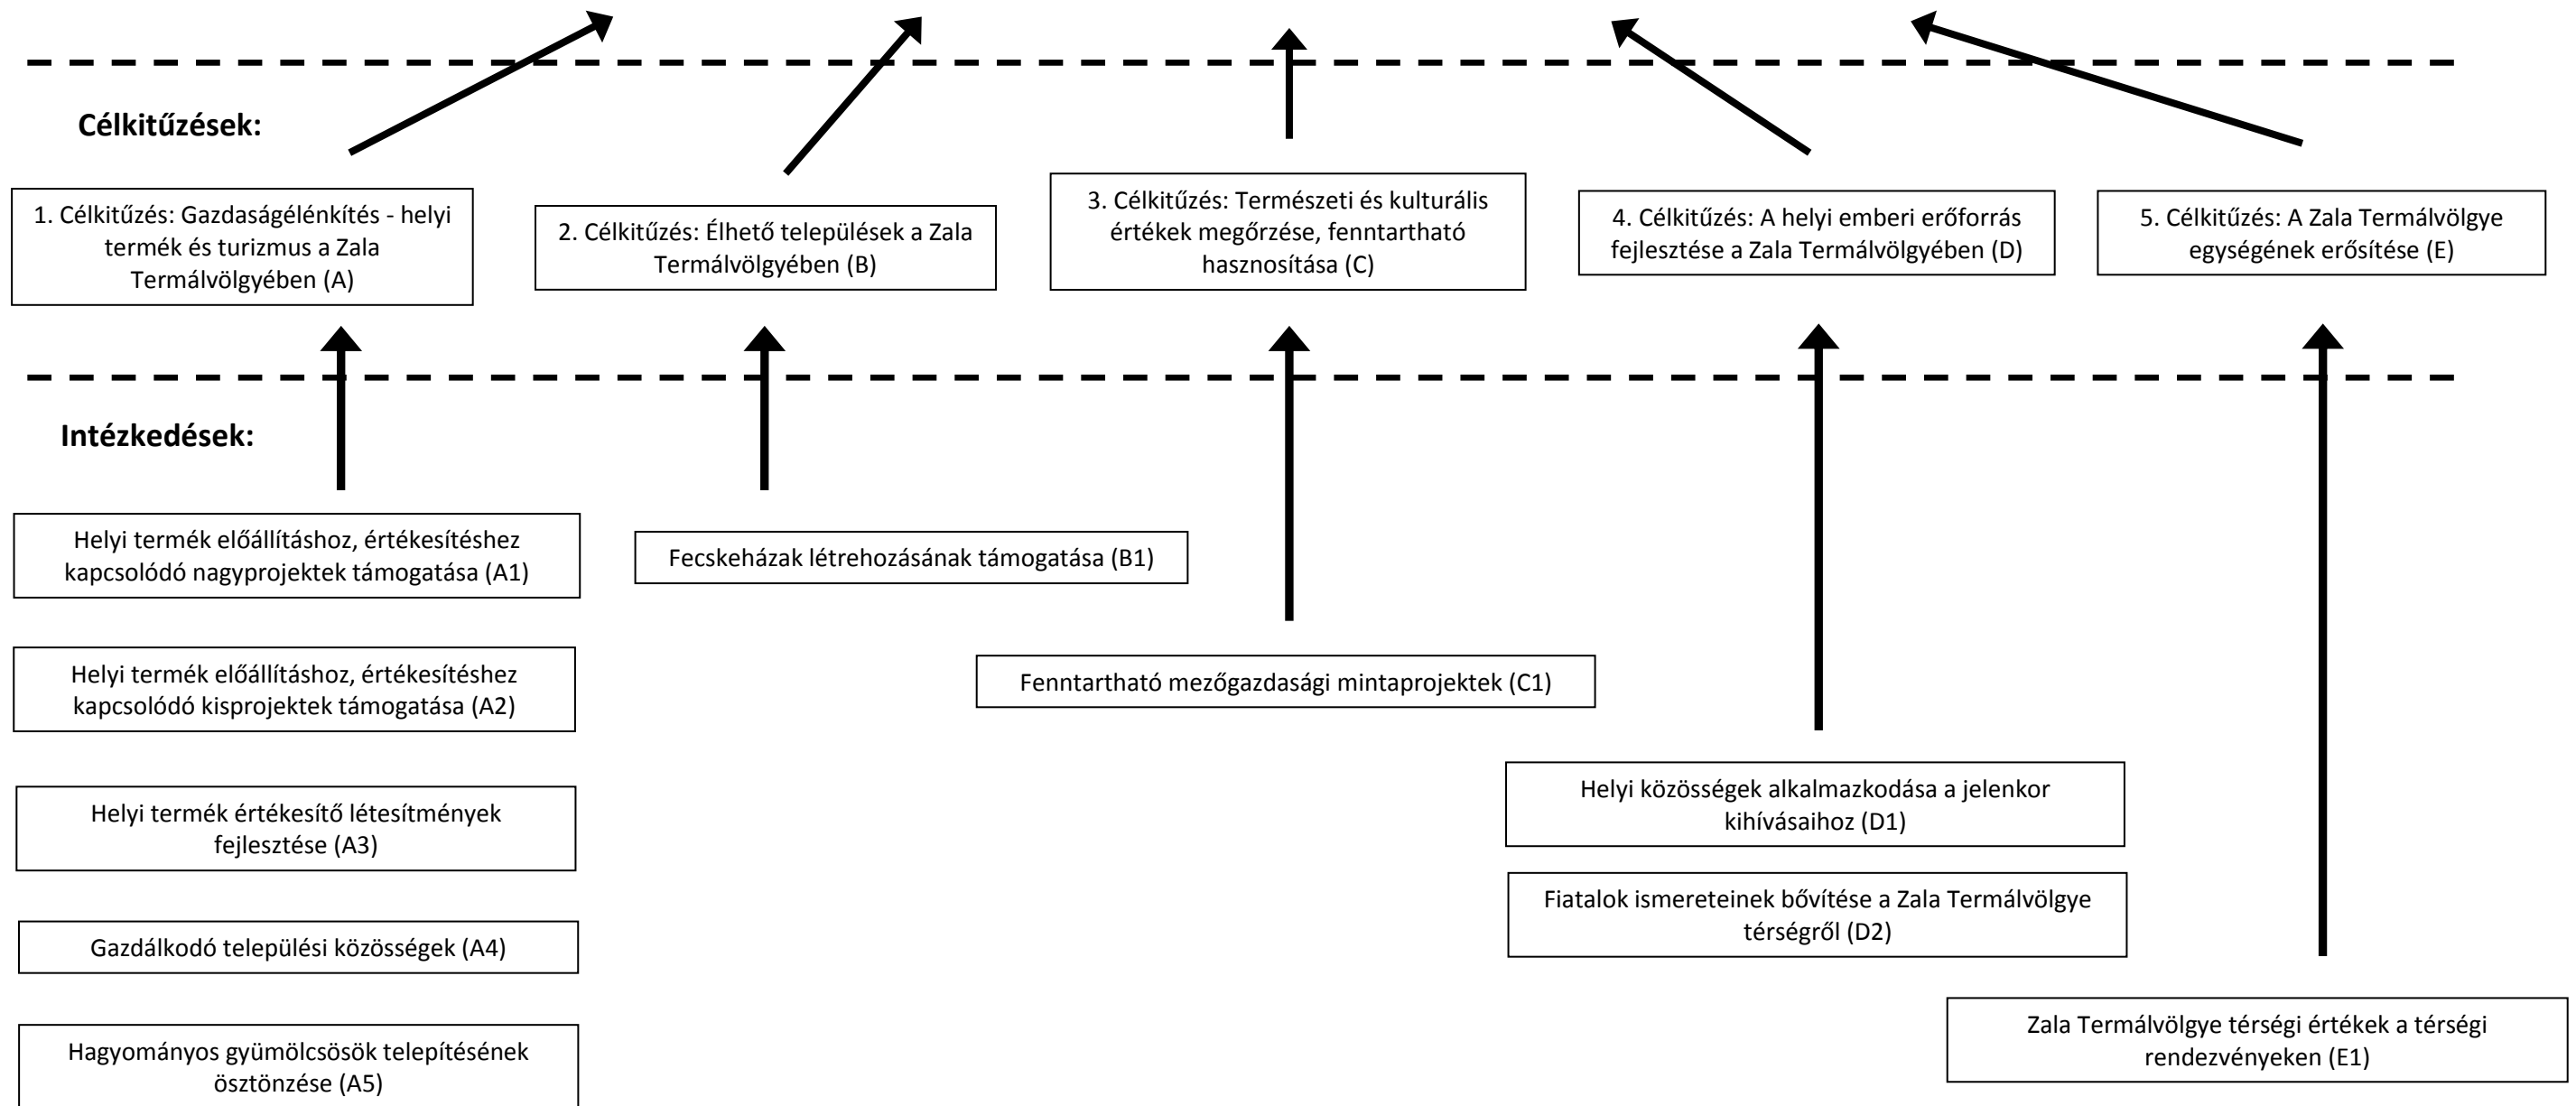 Célkitűzések:
1. Célkitűzés: Gazdaságélénkítés - helyi
termék és turizmus a Zala
Termálvölgyében (A)
2. Célkitűzés: Élhető települések a Zala
Termálvölgyében (B)
3. Célkitűzés: Természeti és kulturális
értékek megőrzése, fenntartható
hasznosítása (C)
4. Célkitűzés: A helyi emberi erőforrás
fejlesztése a Zala Termálvölgyében (D)
5. Célkitűzés: A Zala Termálvölgye
egységének erősítése (E)
Intézkedések:
Helyi termék előállításhoz, értékesítéshez
kapcsolódó nagyprojektek támogatása (A1)
Helyi termék előállításhoz, értékesítéshez
kapcsolódó kisprojektek támogatása (A2)
Helyi termék értékesítő létesítmények
fejlesztése (A3)
Gazdálkodó települési közösségek (A4)
Hagyományos gyümölcsösök telepítésének
ösztönzése (A5)
Fecskeházak létrehozásának támogatása (B1)
Fenntartható mezőgazdasági mintaprojektek (C1)
Helyi közösségek alkalmazkodása a jelenkor
kihívásaihoz (D1)
Fiatalok ismereteinek bővítése a Zala Termálvölgye
térségről (D2)
Zala Termálvölgye térségi értékek a térségi
rendezvényeken (E1)